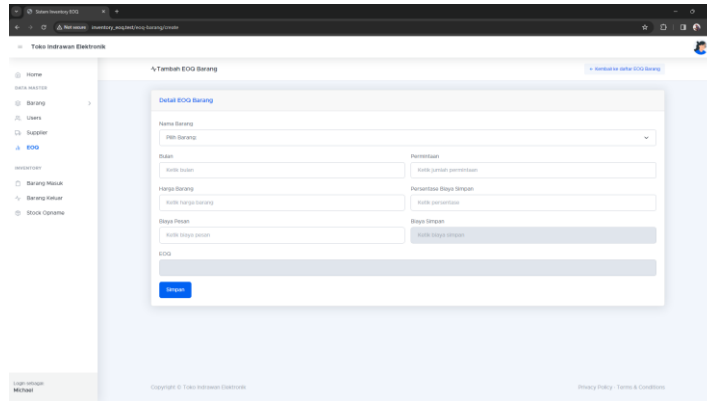 Sistem Inventory EOQ
Not secure inventory_eoq.test/eoq-barang/create
Toko Indrawan Elektronik
Home
DATA MASTER
Barang
Users
Supplier
EOQ
INVENTORY
Barang Masuk
Barang Keluar
Stock Opname
Login sebagai:
Michael
Tambah EOQ Barang
Kembali ke daftar EOQ Barang
Detail EOQ Barang
Nama Barang
Pilih Barang
Bulan
Permintaan
Ketik bulan
Ketik jumlah permintaan
Harga Barang
Persentase Biaya Simpan
Ketik harga barang
Ketik persentase
Biaya Pesan
Biaya Simpan
Ketik biaya pesan
Ketik biaya simpan
EOQ
Simpan
Copyright © Toko Indrawan Elektronik
Privacy Policy · Terms & Conditions